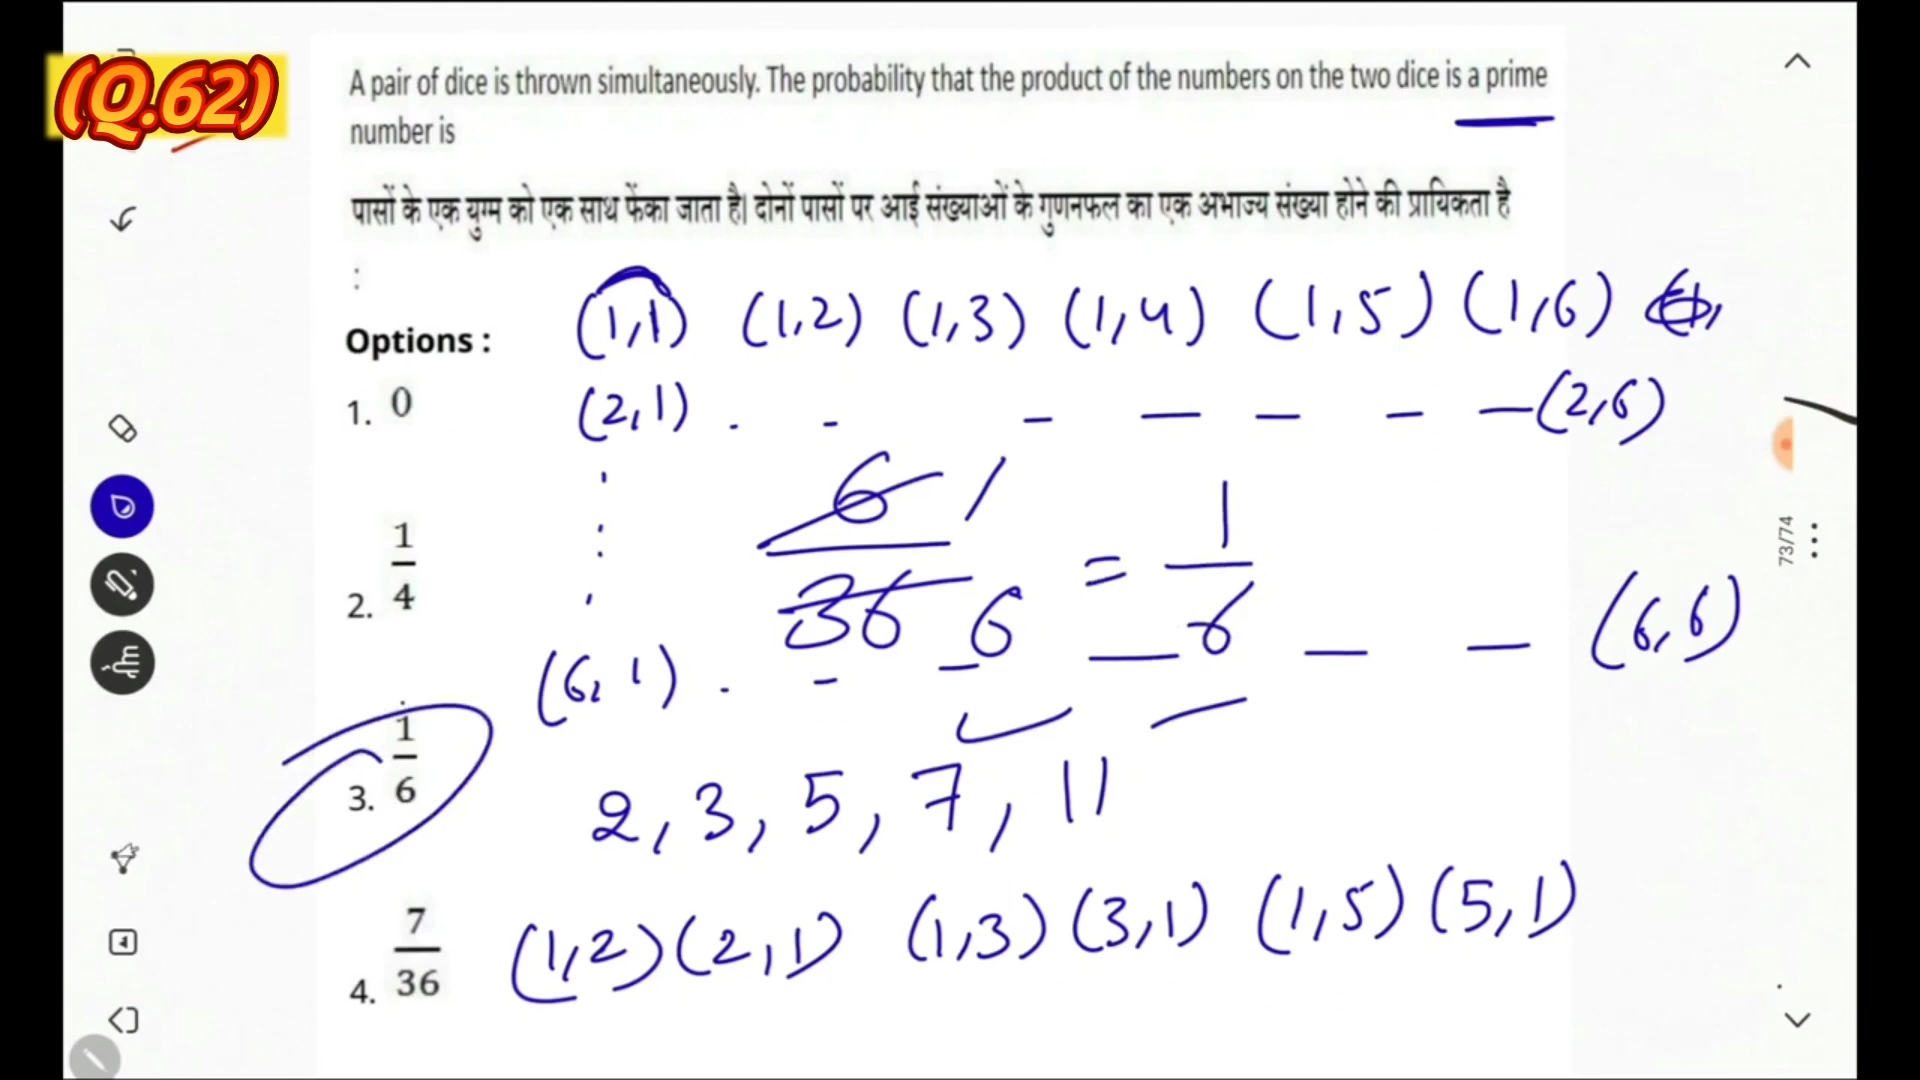 (Q.62)
A pair of dice is thrown simultaneously. The probability that the product of the numbers on the two dice is a prime
number is
पासों के एक युग्म को एक साथ फेंका जाता है। दोनों पासों पर आई संख्याओं के गुणनफल का एक अभाज्य संख्या होने की प्रायिकता है
:
(1,1) (1,2) (1,3) (1,4) (1,5) (1,6)
Options :
1. 0
(2,1) . - - — — - — (2,6)
6 1
36 6 = 1/6
2. 1/4
(6,1) . - — — — — (6,6)
3. 1/6
2, 3, 5, 7, 11
(1,2) (2,1) (1,3) (3,1) (1,5) (5,1)
4. 7/36
73/74